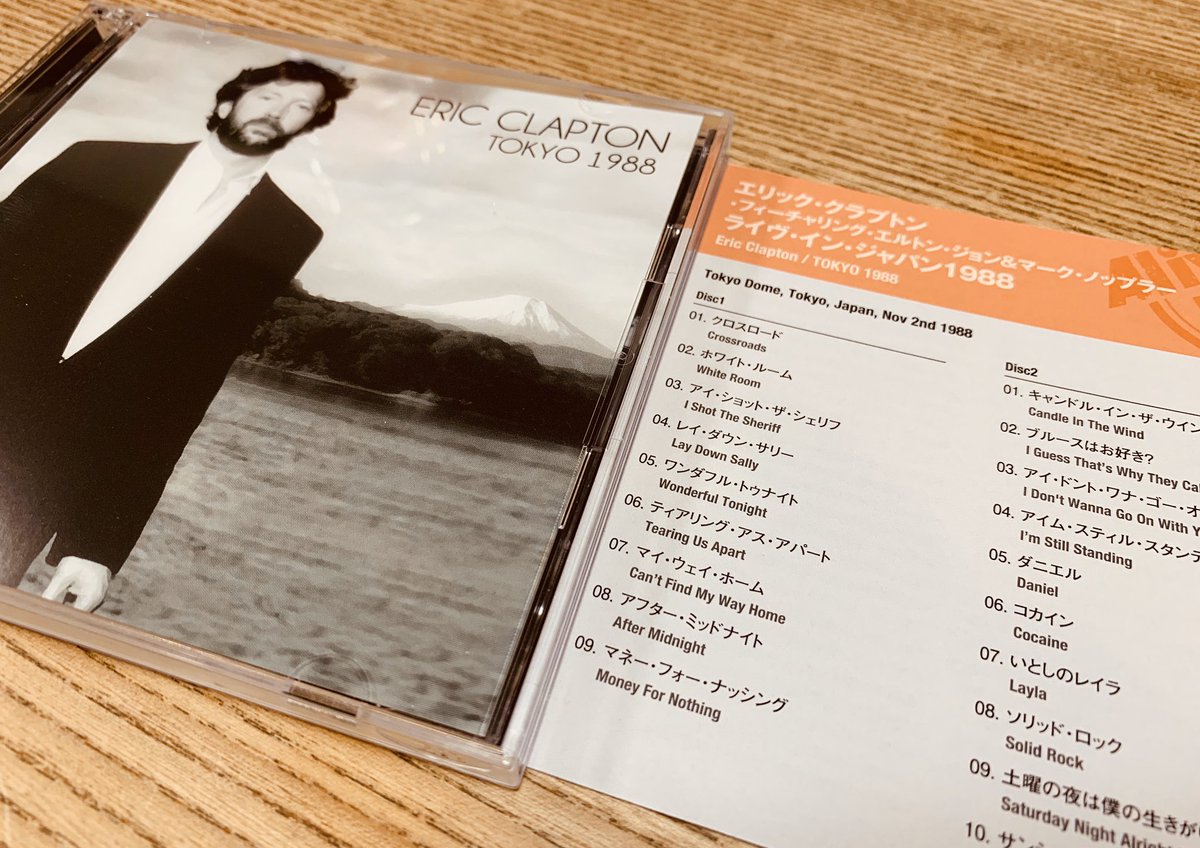 ERIC CLAPTON
TOKYO 1988
エリック・クラプトン
・フィーチャリング・エルトン・ジョン&マーク・ノップラー
ライヴ・イン・ジャパン1988
Eric Clapton / TOKYO 1988
Tokyo Dome, Tokyo, Japan, Nov 2nd 1988
Disc1
01. クロスロード
Crossroads
02. ホワイト・ルーム
White Room
03. アイ・ショット・ザ・シェリフ
I Shot The Sheriff
04. レイ・ダウン・サリー
Lay Down Sally
05. ワンダフル・トゥナイト
Wonderful Tonight
06. ティアリング・アス・アパート
Tearing Us Apart
07. マイ・ウェイ・ホーム
Can't Find My Way Home
08. アフター・ミッドナイト
After Midnight
09. マネー・フォー・ナッシング
Money For Nothing
Disc2
01. キャンドル・イン・ザ・ウイン
Candle In The Wind
02. ブルースはお好き?
I Guess That's Why They Cal
03. アイ・ドント・ワナ・ゴー・オ
I Don't Wanna Go On With Y
04. アイム・スティル・スタンデ
I'm Still Standing
05. ダニエル
Daniel
06. コカイン
Cocaine
07. いとしのレイラ
Layla
08. ソリッド・ロック
Solid Rock
09. 土曜の夜は僕の生きが
Saturday Night Alrigh
10. サン